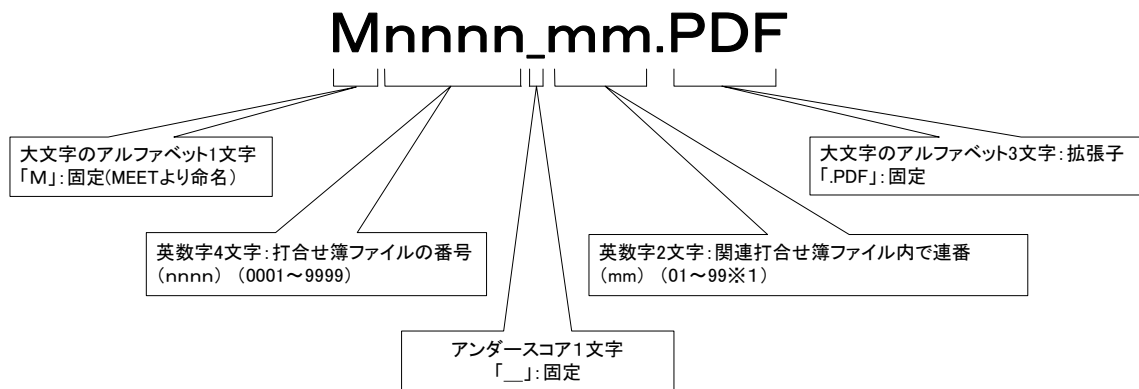 Mnnnn_mm.PDF
大文字のアルファベット1文字
「M」:固定(MEETより命名)
大文字のアルファベット3文字:拡張子
「.PDF」:固定
英数字4文字:打合せ簿ファイルの番号
(nnnn) (0001～9999)
英数字2文字:関連打合せ簿ファイル内で連番
(mm) (01～99※1)
アンダースコア1文字
「＿」:固定